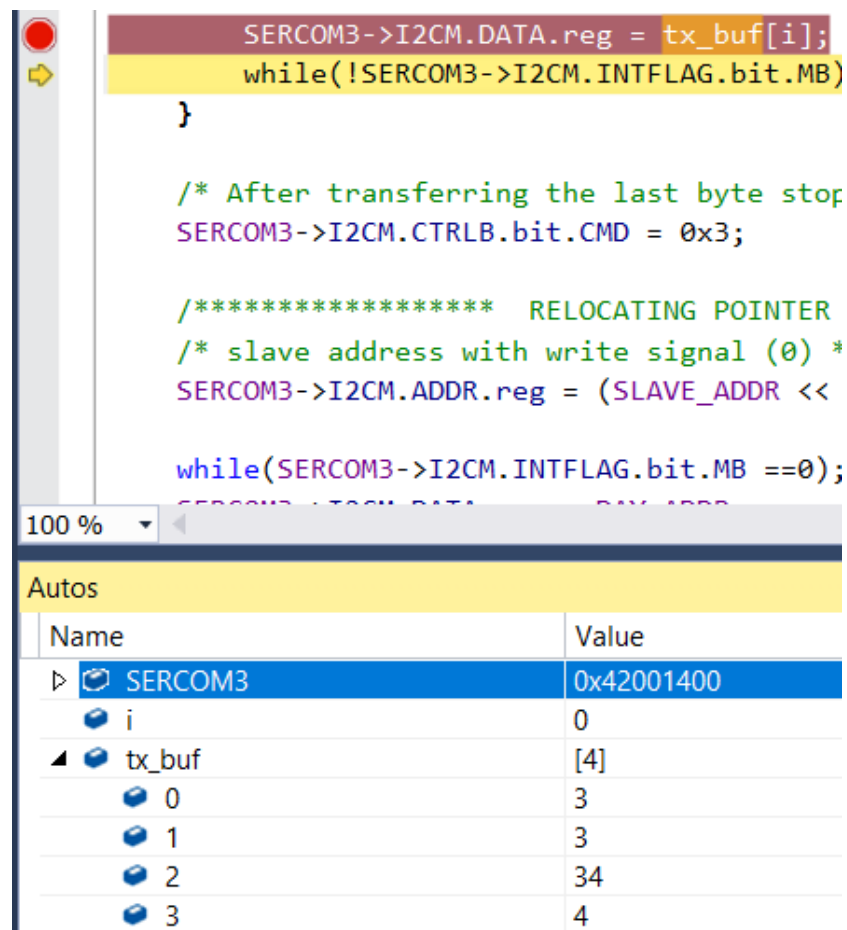 SERCOM3->I2CM.DATA.reg = tx_buf[i];
while(!SERCOM3->I2CM.INTFLAG.bit.MB)
}
/* After transferring the last byte stop
SERCOM3->I2CM.CTRLB.bit.CMD = 0x3;
/****************** RELOCATING POINTER
/* slave address with write signal (0) *
SERCOM3->I2CM.ADDR.reg = (SLAVE_ADDR <<
while(SERCOM3->I2CM.INTFLAG.bit.MB ==0);
100 %
Autos
Name Value
SERCOM3 0x42001400
i 0
tx_buf [4]
0 3
1 3
2 34
3 4